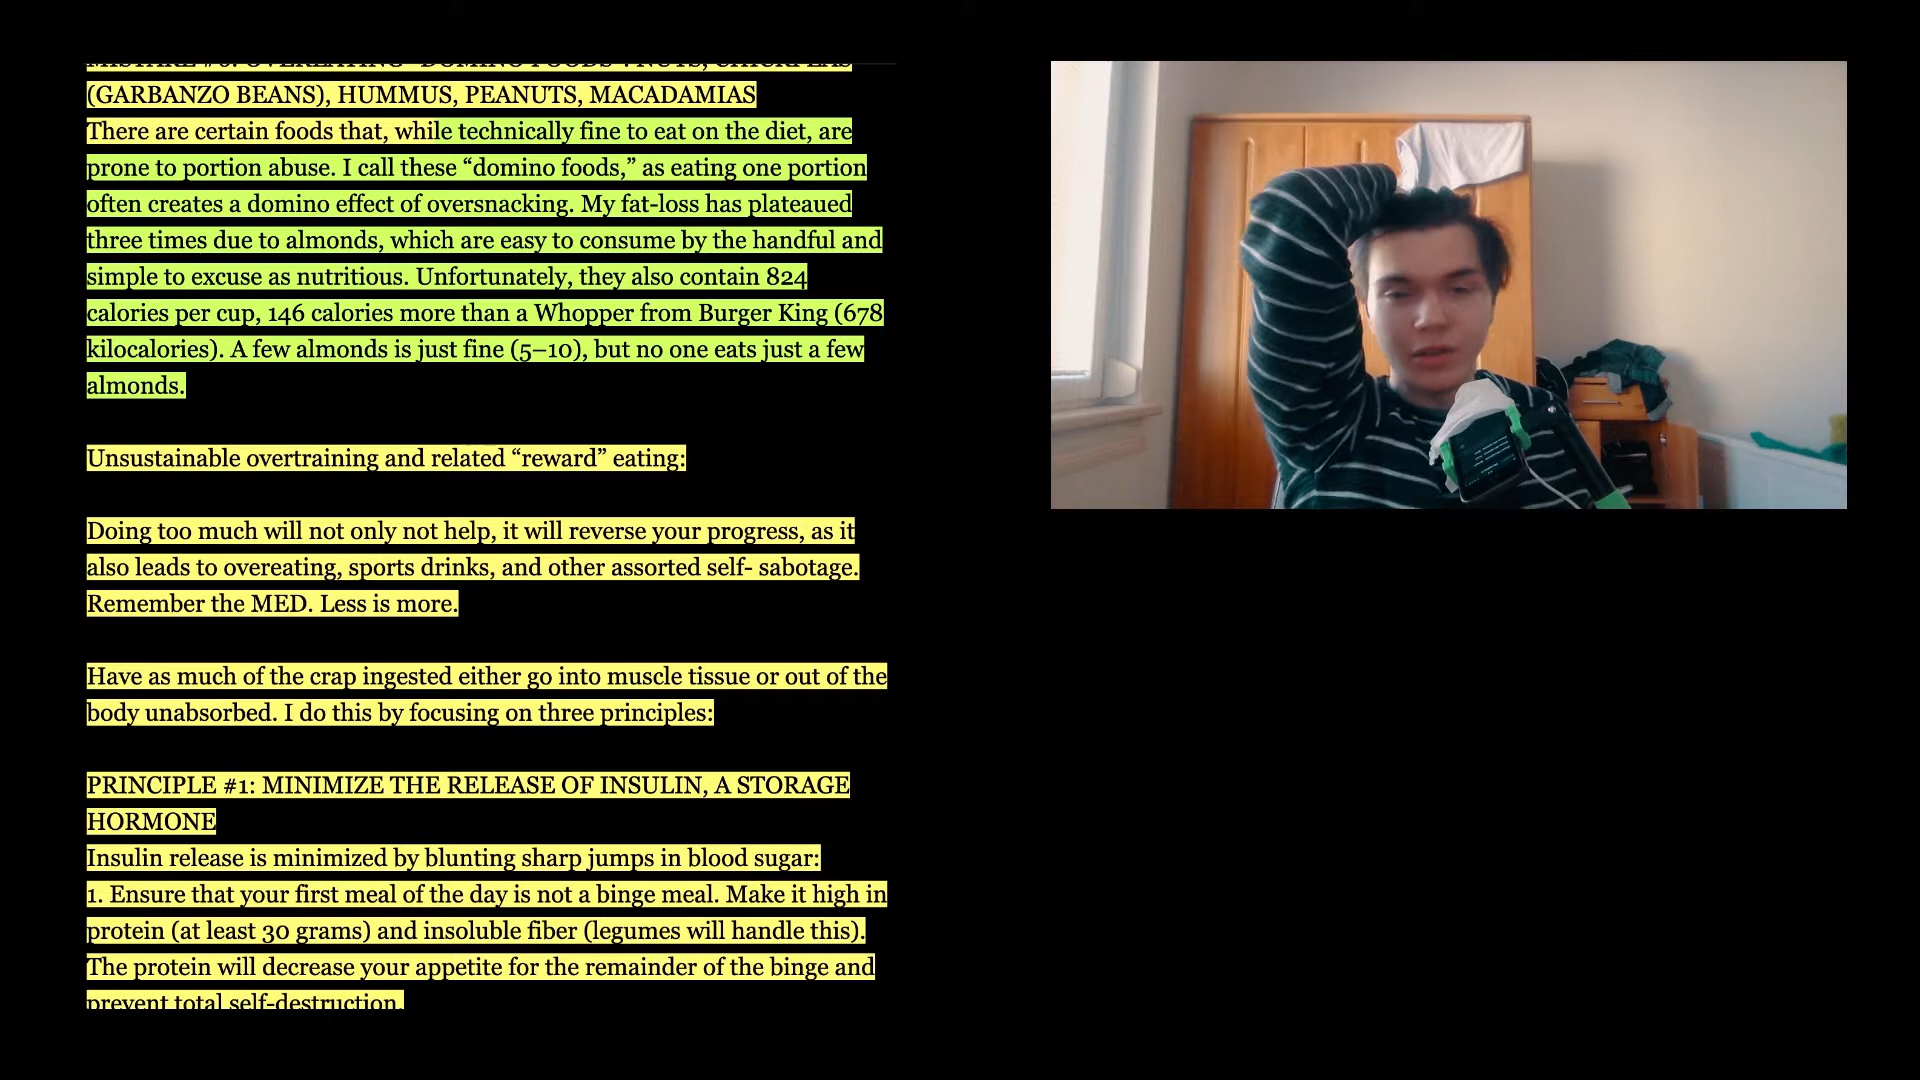 MISTAKE #6: OVEREATING “DOMINO FOODS”: NUTS, CHICKPEAS
(GARBANZO BEANS), HUMMUS, PEANUTS, MACADAMIAS
There are certain foods that, while technically fine to eat on the diet, are
prone to portion abuse. I call these “domino foods,” as eating one portion
often creates a domino effect of oversnacking. My fat-loss has plateaued
three times due to almonds, which are easy to consume by the handful and
simple to excuse as nutritious. Unfortunately, they also contain 824
calories per cup, 146 calories more than a Whopper from Burger King (678
kilocalories). A few almonds is just fine (5–10), but no one eats just a few
almonds.
Unsustainable overtraining and related “reward” eating:
Doing too much will not only not help, it will reverse your progress, as it
also leads to overeating, sports drinks, and other assorted self- sabotage.
Remember the MED. Less is more.
Have as much of the crap ingested either go into muscle tissue or out of the
body unabsorbed. I do this by focusing on three principles:
PRINCIPLE #1: MINIMIZE THE RELEASE OF INSULIN, A STORAGE
HORMONE
Insulin release is minimized by blunting sharp jumps in blood sugar:
1. Ensure that your first meal of the day is not a binge meal. Make it high in
protein (at least 30 grams) and insoluble fiber (legumes will handle this).
The protein will decrease your appetite for the remainder of the binge and
prevent total self-destruction.